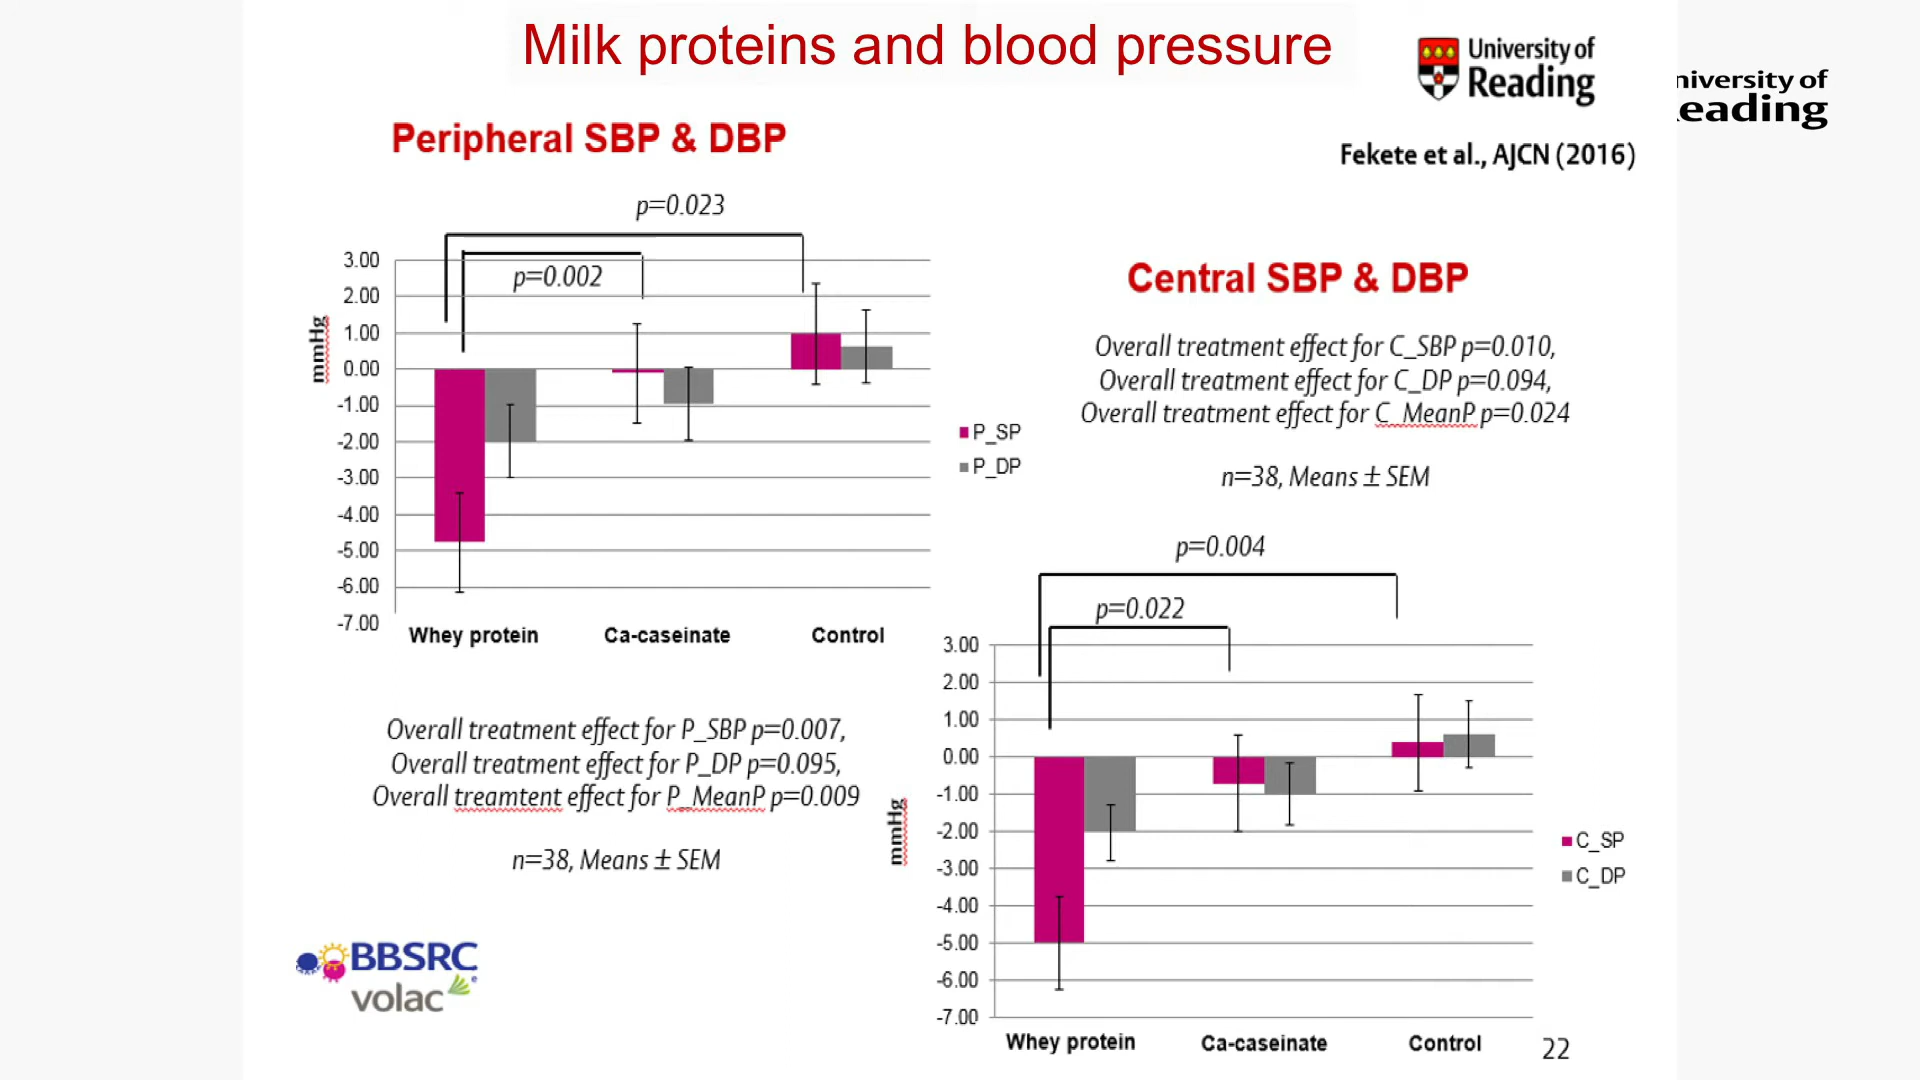 Milk proteins and blood pressure
University of
Reading
niversity of
eading
Peripheral SBP & DBP
Fekete et al., AJCN (2016)
p=0.023
p=0.002
3.00
2.00
1.00
0.00
-1.00
-2.00
-3.00
-4.00
-5.00
-6.00
-7.00
mmHg
Whey protein
Ca-caseinate
Control
P_SP
P_DP
Overall treatment effect for P_SBP p=0.007,
Overall treatment effect for P_DP p=0.095,
Overall treamtent effect for P_MeanP p=0.009
n=38, Means ± SEM
Central SBP & DBP
Overall treatment effect for C_SBP p=0.010,
Overall treatment effect for C_DP p=0.094,
Overall treatment effect for C_MeanP p=0.024
n=38, Means ± SEM
p=0.004
p=0.022
3.00
2.00
1.00
0.00
-1.00
-2.00
-3.00
-4.00
-5.00
-6.00
-7.00
mmHg
Whey protein
Ca-caseinate
Control
C_SP
C_DP
BBSRC
volac
22